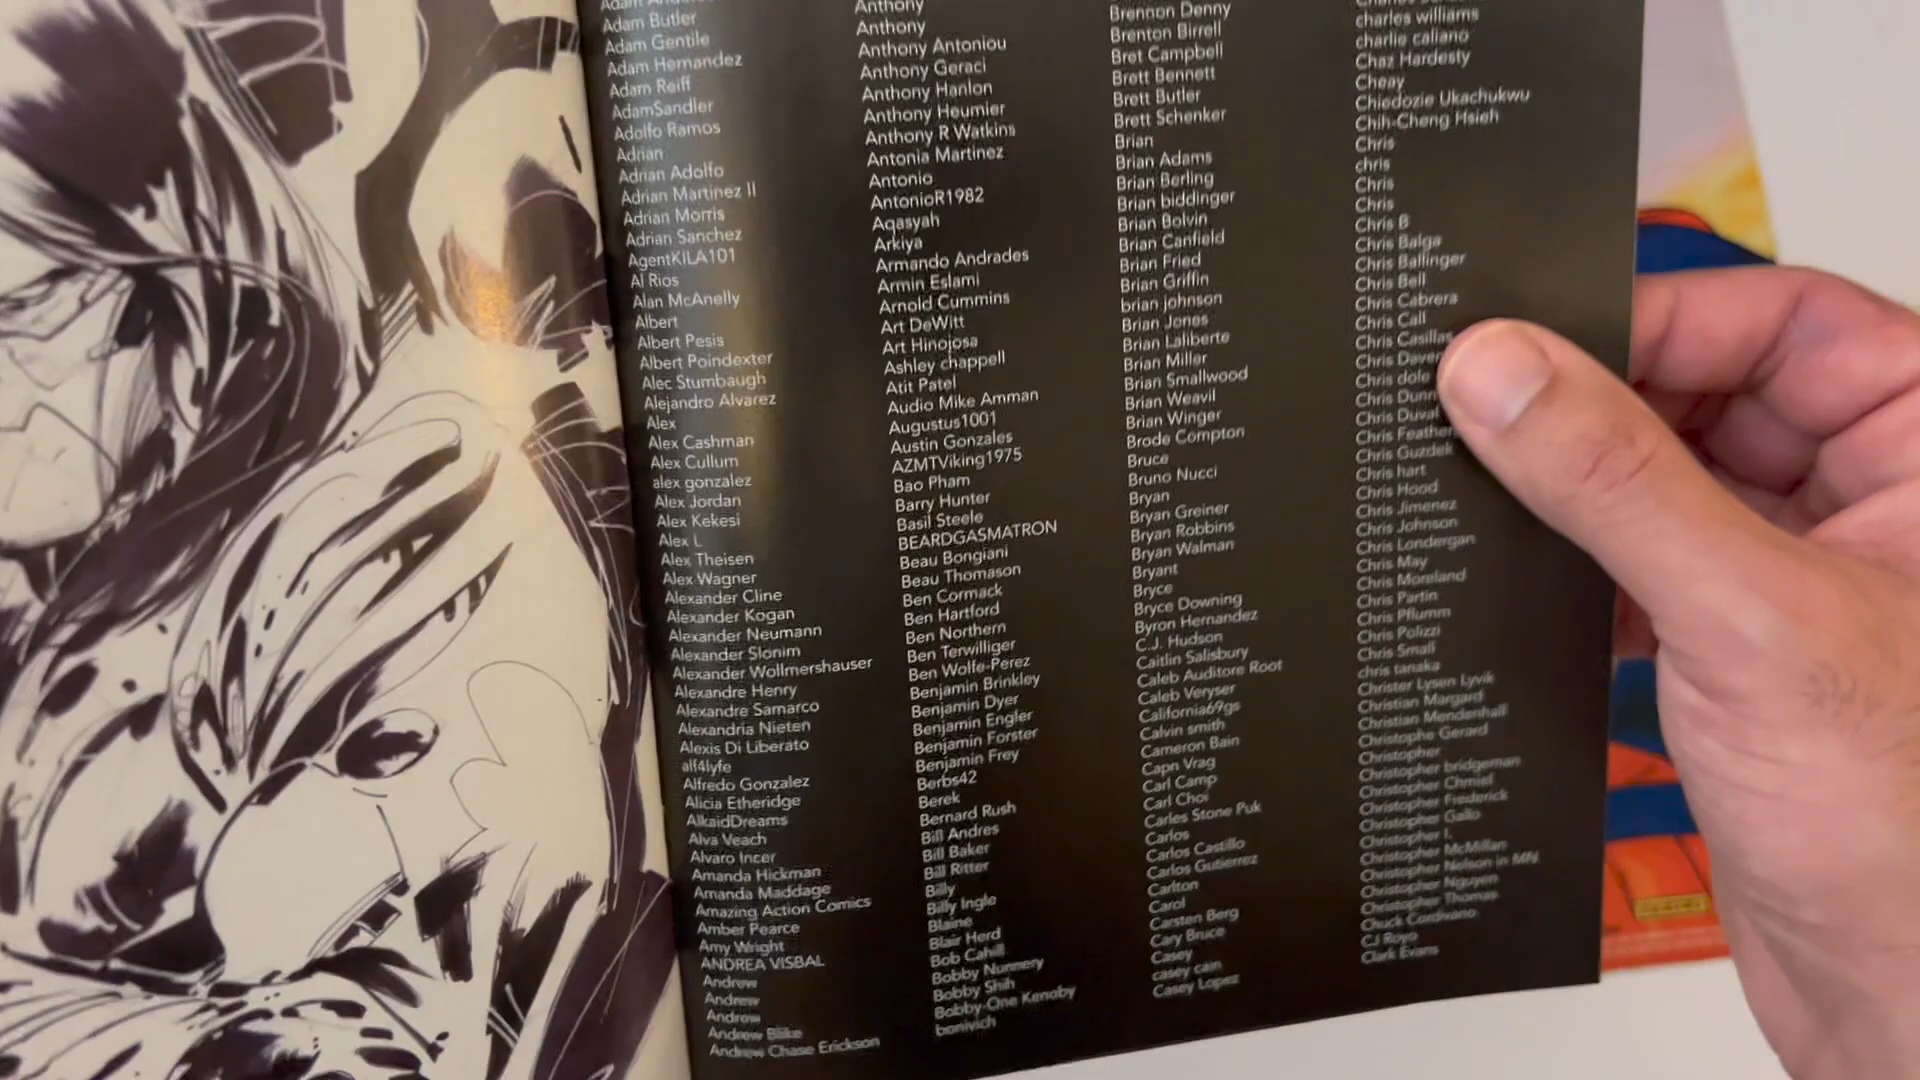 Adam Butler
Adam Gentile
Adam Hernandez
Adam Reiff
AdamSandler
Adolfo Ramos
Adrian
Adrian Adolfo
Adrian Martinez II
Adrian Morris
Adrian Sanchez
AgentKILA101
Al Rios
Alan McAnelly
Albert
Albert Pesis
Albert Poindexter
Alec Stumbaugh
Alejandro Alvarez
Alex
Alex Cashman
Alex Cullum
alex gonzalez
Alex Jordan
Alex Kekesi
Alex L
Alex Theisen
Alex Wagner
Alexander Cline
Alexander Kogan
Alexander Neumann
Alexander Slonim
Alexander Wollmershauser
Alexandre Henry
Alexandre Samarco
Alexandria Nieten
Alexis Di Liberato
alf4lyfe
Alfredo Gonzalez
Alicia Etheridge
AlkaidDreams
Alva Veach
Alvaro Incer
Amanda Hickman
Amanda Maddage
Amazing Action Comics
Amber Pearce
Amy Wright
ANDREA VISBAL
Andrew
Andrew
Andrew
Andrew Blike
Andrew Chase Erickson
Anthony
Anthony
Anthony Antoniou
Anthony Geraci
Anthony Hanlon
Anthony Heumier
Anthony R Watkins
Antonia Martinez
Antonio
AntonioR1982
Aqasyah
Arkiya
Armando Andrades
Armin Eslami
Arnold Cummins
Art DeWitt
Art Hinojosa
Ashley chappell
Atit Patel
Audio Mike Amman
Augustus1001
Austin Gonzales
AZMTViking1975
Bao Pham
Barry Hunter
Basil Steele
BEARDGASMATRON
Beau Bongiani
Beau Thomason
Ben Cormack
Ben Hartford
Ben Northern
Ben Terwilliger
Ben Wolfe-Perez
Benjamin Brinkley
Benjamin Dyer
Benjamin Engler
Benjamin Forster
Benjamin Frey
Berbs42
Berek
Bernard Rush
Bill Andres
Bill Baker
Bill Ritter
Billy
Billy Ingle
Blaine
Blair Herd
Bob Cahill
Bobby Nunnery
Bobby Shih
Bobby-One Kenoby
bonivich
Brennon Denny
Brenton Birrell
Bret Campbell
Brett Bennett
Brett Butler
Brett Schenker
Brian
Brian Adams
Brian Berling
Brian biddinger
Brian Bolvin
Brian Canfield
Brian Fried
Brian Griffin
brian johnson
Brian Jones
Brian Laliberte
Brian Miller
Brian Smallwood
Brian Weavil
Brian Winger
Brode Compton
Bruce
Bruno Nucci
Bryan
Bryan Greiner
Bryan Robbins
Bryan Walman
Bryant
Bryce
Bryce Downing
Byron Hernandez
C.J. Hudson
Caitlin Salisbury
Caleb Auditore Root
Caleb Veryser
California69gs
Calvin smith
Cameron Bain
Capn Vrag
Carl Camp
Carl Choi
Carles Stone Puk
Carlos
Carlos Castillo
Carlos Gutierrez
Carlton
Carol
Carsten Berg
Cary Bruce
Casey
casey cain
Casey Lopez
charles williams
charlie caliano
Chaz Hardesty
Cheay
Chiedozie Ukachukwu
Chih-Cheng Hsieh
Chris
chris
Chris
Chris
Chris B
Chris Balga
Chris Ballinger
Chris Bell
Chris Cabrera
Chris Call
Chris Casillas
Chris
Chris dole
Chris
Chris Duval
Chris
Chris Guzdek
Chris hart
Chris Hood
Chris Jimenez
Chris Johnson
Chris Londergan
Chris May
Chris Moreland
Chris Partin
Chris Pflumm
Chris Polizzi
Chris Small
chris tanaka
Christer Lysen Lyvik
Christian Margard
Christian Mendenhall
Christophe Gerard
Christopher
Christopher bridgeman
Christopher Chmiel
Christopher Frederick
Christopher Gallo
Christopher I.
Christopher McMillan
Christopher Nelson in MN
Christopher Nguyen
Christopher Thomas
Chuck
CJ Royo
Clark Evans